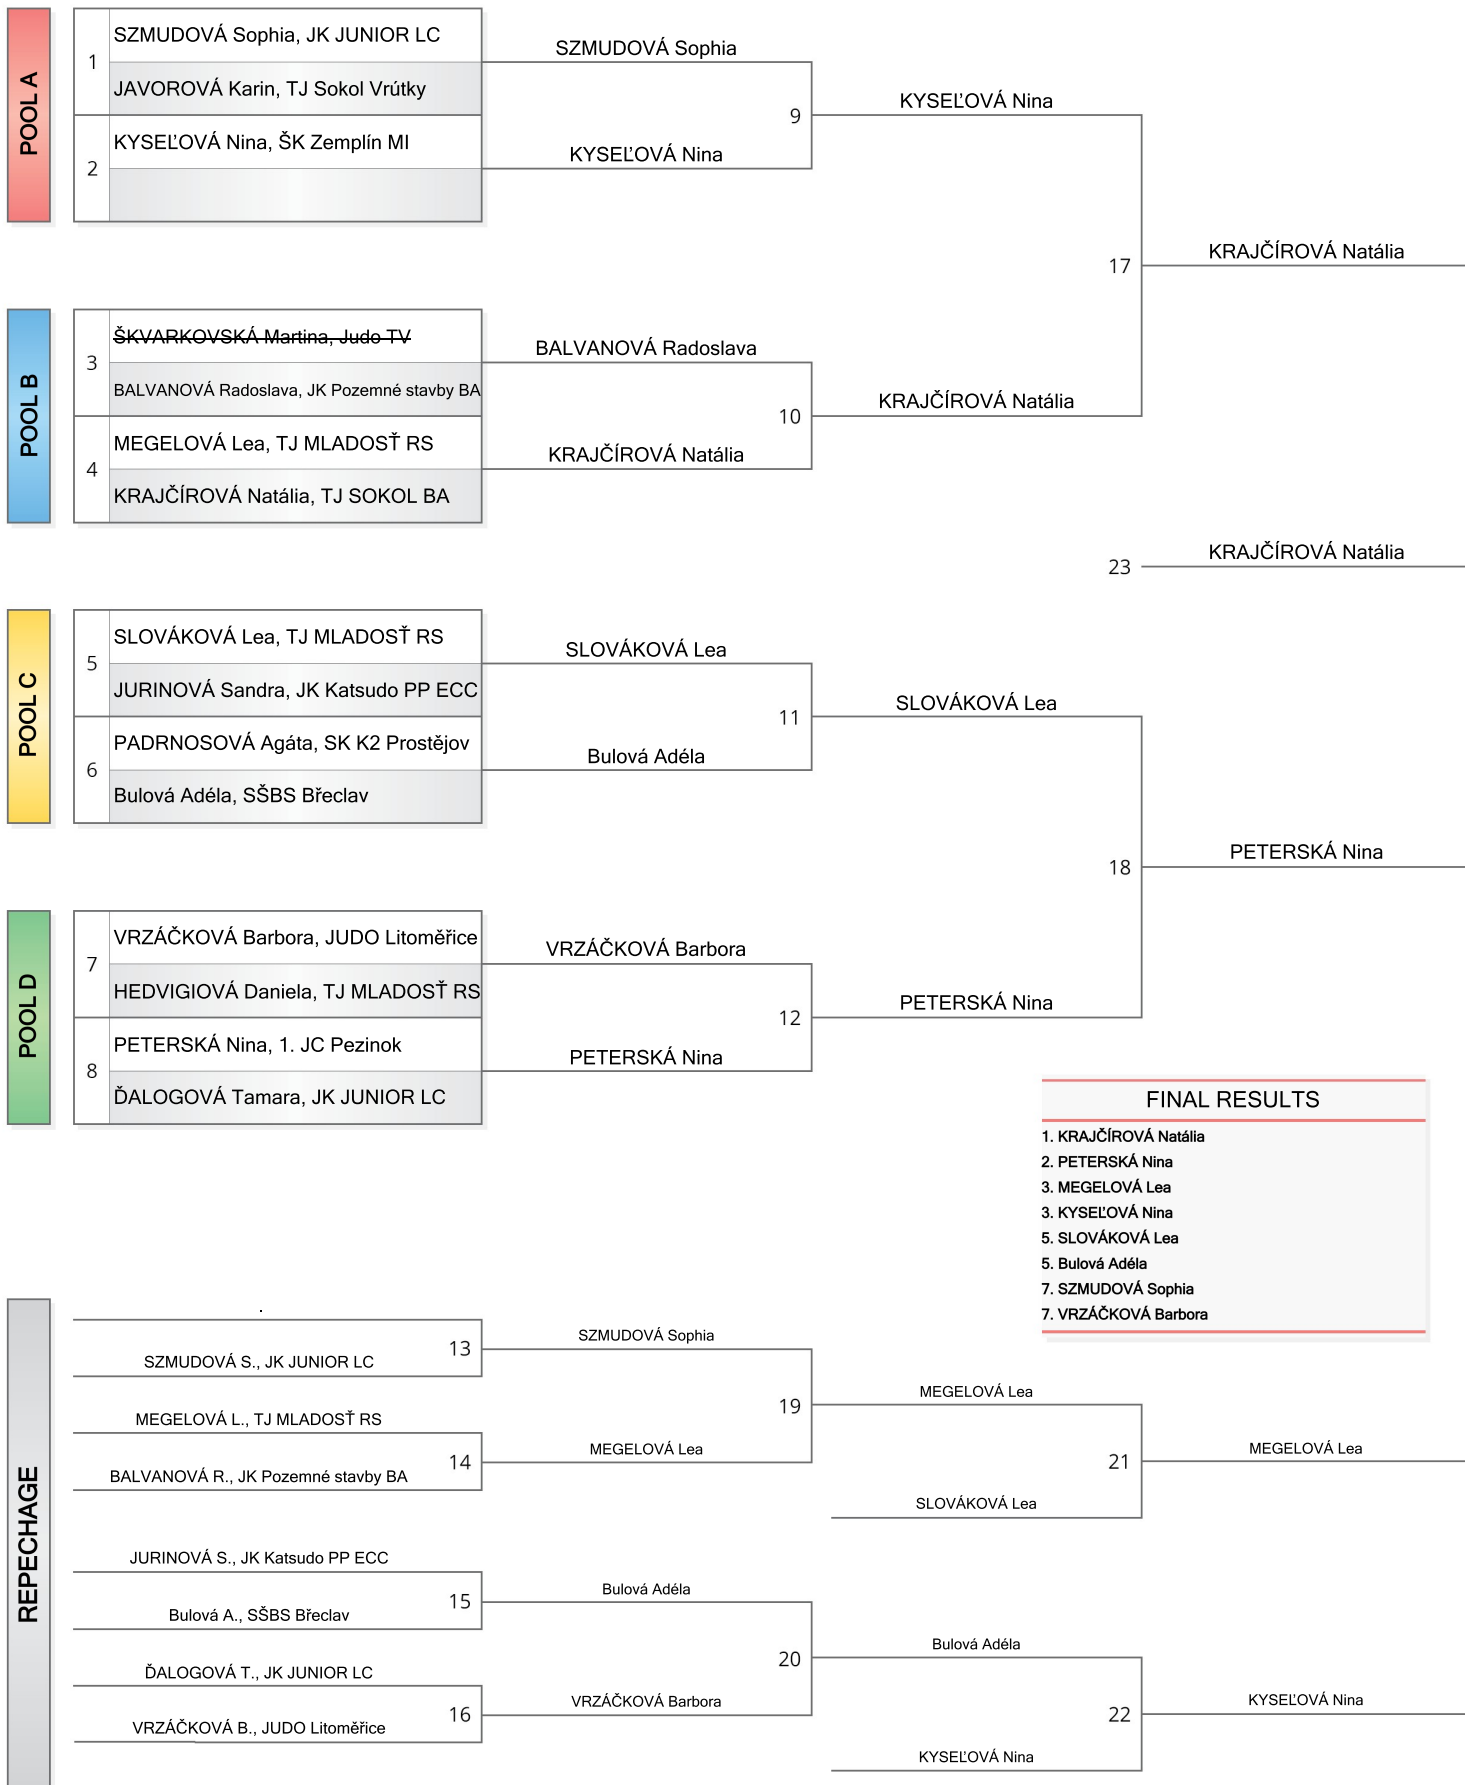 POOL A
1
SZMUDOVÁ Sophia, JK JUNIOR LC
JAVOROVÁ Karin, TJ Sokol Vrútky
2
KYSEĽOVÁ Nina, ŠK Zemplín MI
SZMUDOVÁ Sophia
KYSEĽOVÁ Nina
9
KYSEĽOVÁ Nina
17
KRAJČÍROVÁ Natália
POOL B
3
ŠKVARKOVSKÁ Martina, Judo TV
BALVANOVÁ Radoslava, JK Pozemné stavby BA
4
MEGELOVÁ Lea, TJ MLADOSŤ RS
KRAJČÍROVÁ Natália, TJ SOKOL BA
BALVANOVÁ Radoslava
KRAJČÍROVÁ Natália
10
KRAJČÍROVÁ Natália
23
KRAJČÍROVÁ Natália
POOL C
5
SLOVÁKOVÁ Lea, TJ MLADOSŤ RS
JURINOVÁ Sandra, JK Katsudo PP ECC
6
PADRNOSOVÁ Agáta, SK K2 Prostějov
Bulová Adéla, SŠBS Břeclav
SLOVÁKOVÁ Lea
Bulová Adéla
11
SLOVÁKOVÁ Lea
18
PETERSKÁ Nina
POOL D
7
VRZÁČKOVÁ Barbora, JUDO Litoměřice
HEDVIGIOVÁ Daniela, TJ MLADOSŤ RS
8
PETERSKÁ Nina, 1. JC Pezinok
ĎALOGOVÁ Tamara, JK JUNIOR LC
VRZÁČKOVÁ Barbora
PETERSKÁ Nina
12
PETERSKÁ Nina
FINAL RESULTS
1. KRAJČÍROVÁ Natália
2. PETERSKÁ Nina
3. MEGELOVÁ Lea
3. KYSEĽOVÁ Nina
5. SLOVÁKOVÁ Lea
5. Bulová Adéla
7. SZMUDOVÁ Sophia
7. VRZÁČKOVÁ Barbora
REPECHAGE
.
13
SZMUDOVÁ S., JK JUNIOR LC
MEGELOVÁ L., TJ MLADOSŤ RS
14
BALVANOVÁ R., JK Pozemné stavby BA
SZMUDOVÁ Sophia
MEGELOVÁ Lea
19
MEGELOVÁ Lea
SLOVÁKOVÁ Lea
21
MEGELOVÁ Lea
JURINOVÁ S., JK Katsudo PP ECC
15
Bulová A., SŠBS Břeclav
ĎALOGOVÁ T., JK JUNIOR LC
16
VRZÁČKOVÁ B., JUDO Litoměřice
Bulová Adéla
VRZÁČKOVÁ Barbora
20
Bulová Adéla
KYSEĽOVÁ Nina
22
KYSEĽOVÁ Nina